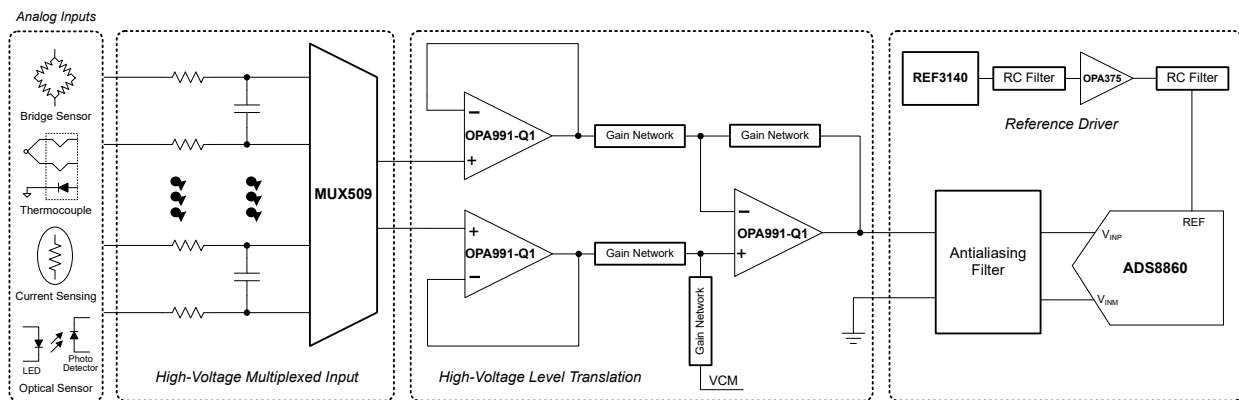 Analog Inputs
Bridge Sensor
Thermocouple
Current Sensing
LED
Photo
Detector
Optical Sensor
MUX509
High-Voltage Multiplexed Input
OPA991-Q1
+
Gain Network
Gain Network
OPA991-Q1
+
Gain Network
OPA991-Q1
+
Gain Network
VCM
High-Voltage Level Translation
REF3140
RC Filter
OPA375
RC Filter
Reference Driver
Antialiasing
Filter
REF
VINP
ADS8860
VINM